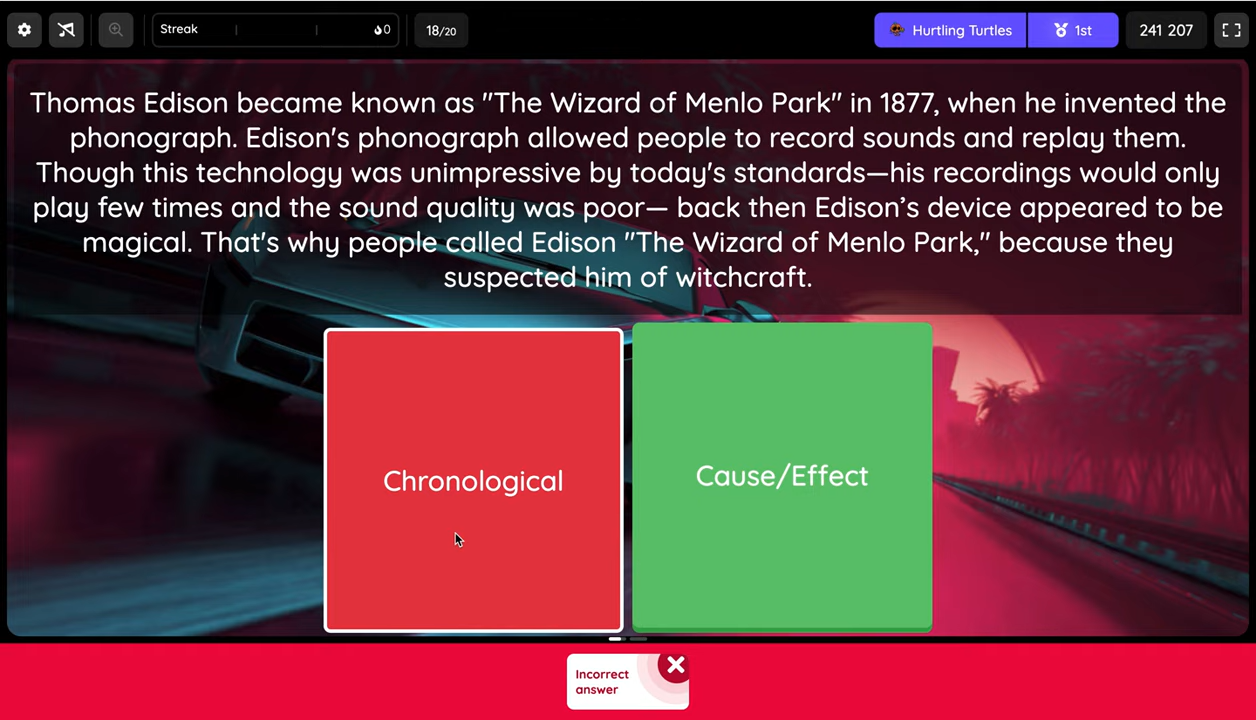 Streak
0
18/20
Hurtling Turtles
1st
241 207
Thomas Edison became known as "The Wizard of Menlo Park" in 1877, when he invented the
phonograph. Edison's phonograph allowed people to record sounds and replay them.
Though this technology was unimpressive by today's standards—his recordings would only
play few times and the sound quality was poor— back then Edison’s device appeared to be
magical. That's why people called Edison "The Wizard of Menlo Park," because they
suspected him of witchcraft.
Chronological
Cause/Effect
Incorrect
answer